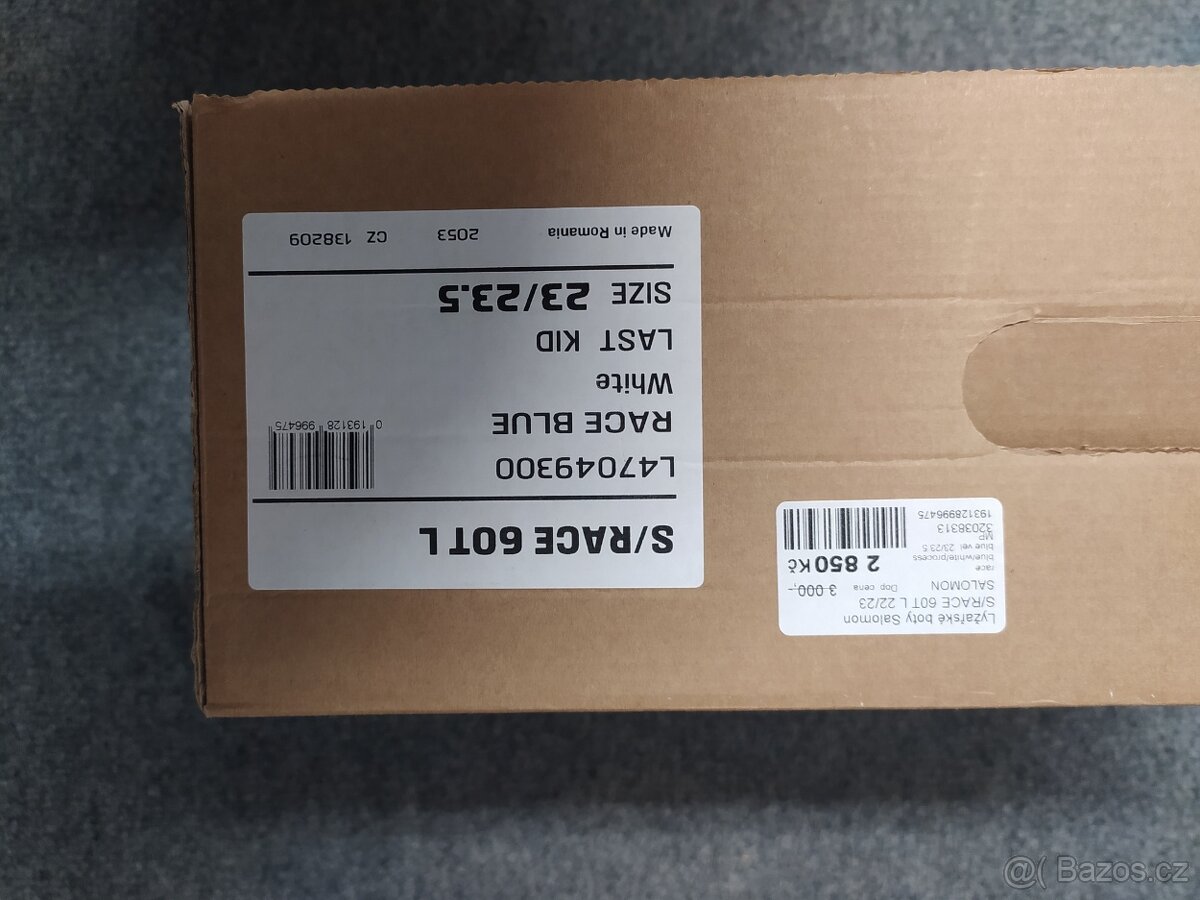 S/RACE 60T L
L47049300
RACE BLUE
White
LAST KID
SIZE 23/23.5
0 193128 996475
Made in Romania 2053 CZ 138209
Lyžařské boty Salomon
S/RACE 60T L 22/23
SALOMON
Dop. cena 3 000,-
race
blue/white/process
blue vel. 23/23.5
MP
2 850 Kč
32038313
193128996475
@( Bazos.cz